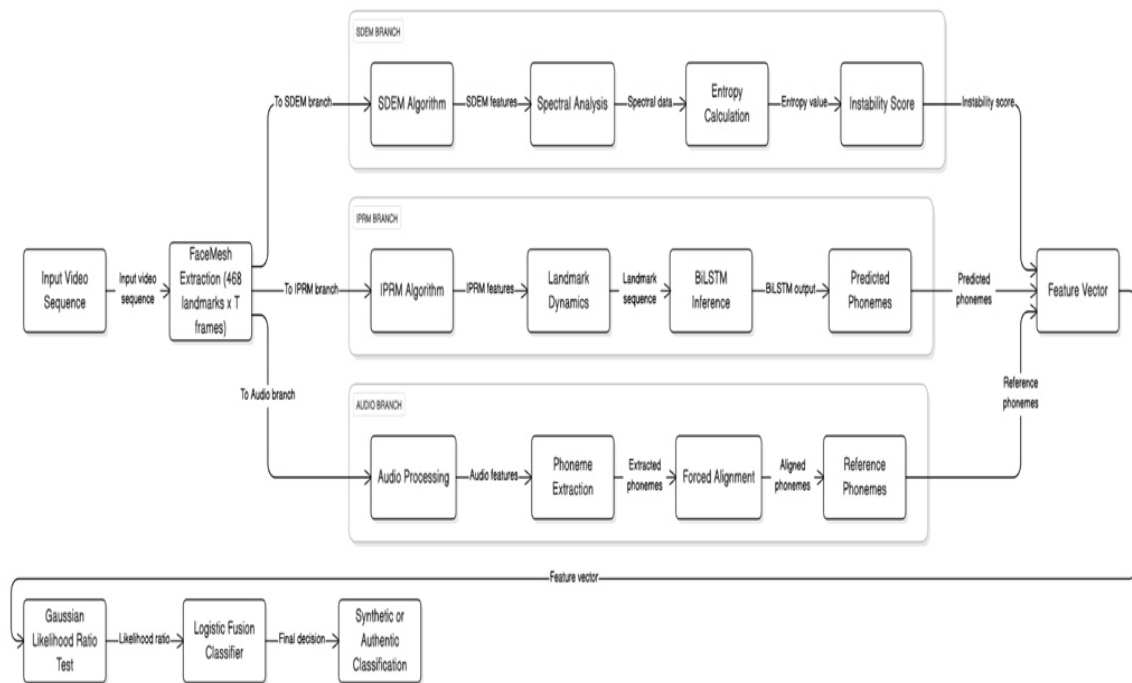 SDEM BRANCH
To SDEM branch
SDEM Algorithm
SDEM features
Spectral Analysis
Spectral data
Entropy
Calculation
Entropy value
Instability Score
Instability score
IPRM BRANCH
Input Video
Sequence
Input video
sequence
FaceMesh
Extraction (468
landmarks x T
frames)
To IPRM branch
IPRM Algorithm
IPRM features
Landmark
Dynamics
Landmark
sequence
BiLSTM
Inference
BiLSTM output
Predicted
Phonemes
Predicted
phonemes
Feature Vector
To Audio branch
AUDIO BRANCH
Audio Processing
Audio features
Phoneme
Extraction
Extracted
phonemes
Forced Alignment
Aligned
phonemes
Reference
Phonemes
Reference
phonemes
Feature vector
Gaussian
Likelihood Ratio
Test
Likelihood ratio
Logistic Fusion
Classifier
Final decision
Synthetic or
Authentic
Classification